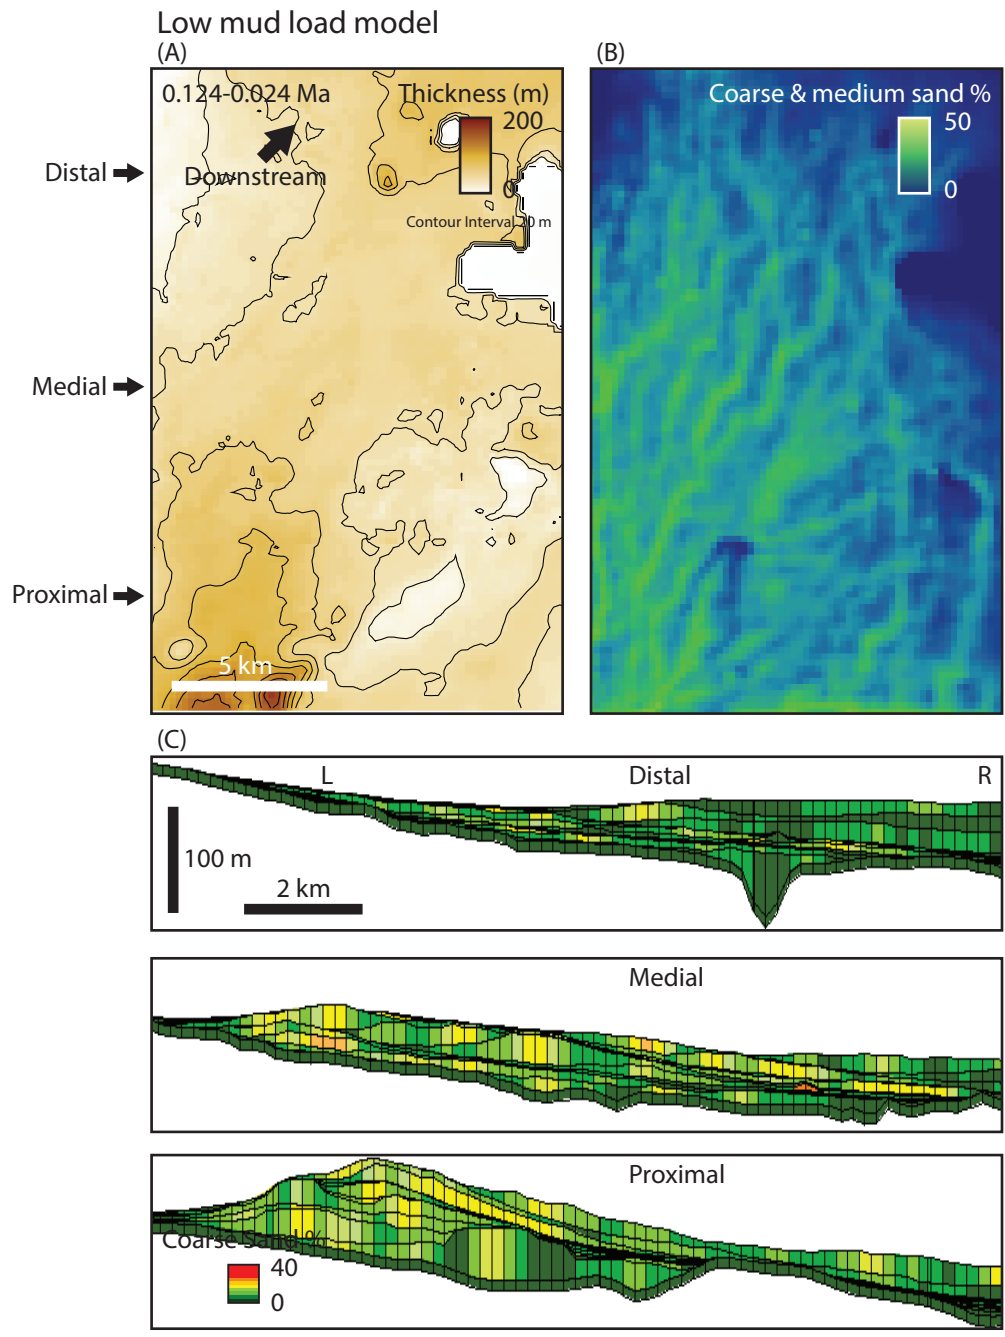 Low mud load model
(A)
(B)
0.124-0.024 Ma
Thickness (m)
200
0
Downstream
Contour Interval 20 m
Coarse & medium sand %
50
0
Distal
Medial
Proximal
5 km
(C)
L
Distal
R
100 m
2 km
Medial
Proximal
Coarse Sand %
40
0